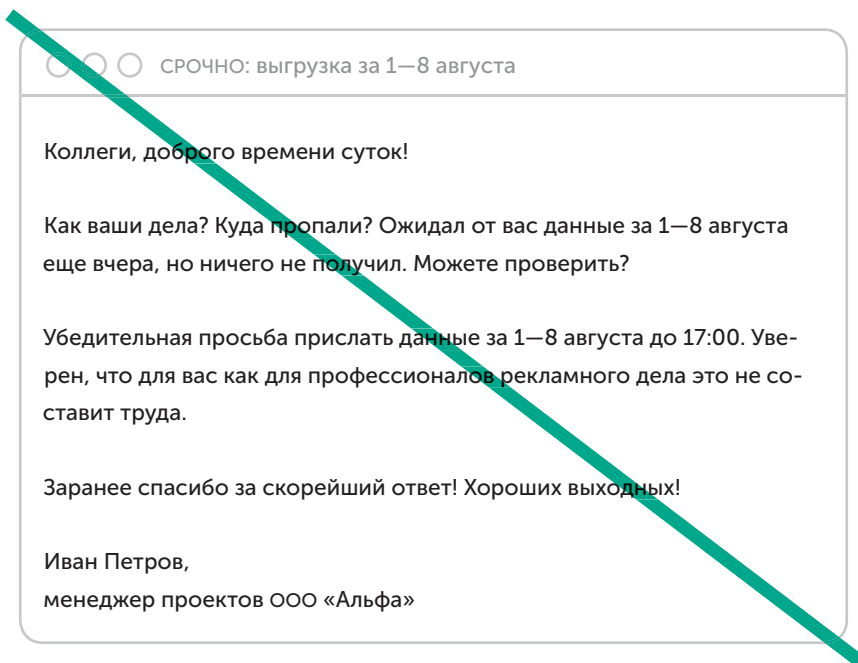 СРОЧНО: выгрузка за 1—8 августа
Коллеги, доброго времени суток!
Как ваши дела? Куда пропали? Ожидал от вас данные за 1—8 августа
еще вчера, но ничего не получил. Можете проверить?
Убедительная просьба прислать данные за 1—8 августа до 17:00. Уве-
рен, что для вас как для профессионалов рекламного дела это не со-
ставит труда.
Заранее спасибо за скорейший ответ! Хороших выходных!
Иван Петров,
менеджер проектов ООО «Альфа»